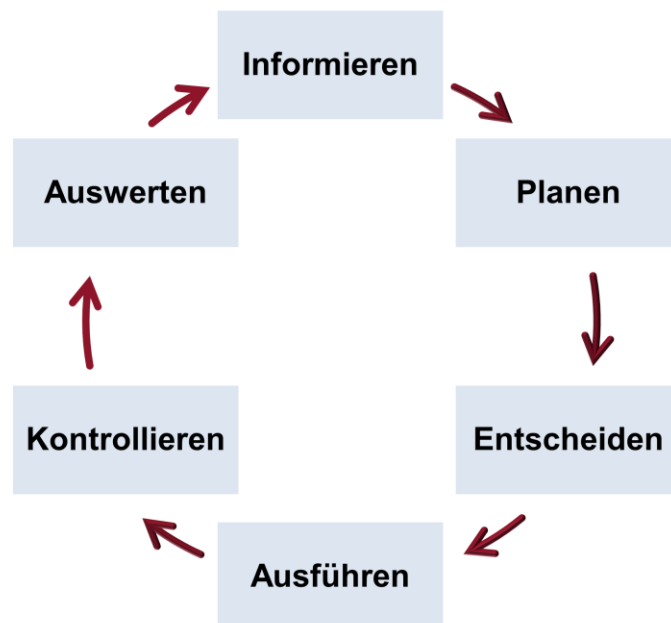 Informieren
Planen
Entscheiden
Ausführen
Kontrollieren
Auswerten